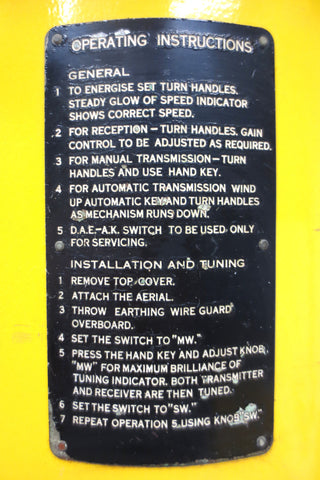 OPERATING INSTRUCTIONS
GENERAL
1 TO ENERGISE SET TURN HANDLES.
STEADY GLOW OF SPEED INDICATOR
SHOWS CORRECT SPEED.
2 FOR RECEPTION – TURN HANDLES. GAIN
CONTROL TO BE ADJUSTED AS REQUIRED.
3 FOR MANUAL TRANSMISSION – TURN
HANDLES AND USE HAND KEY.
4 FOR AUTOMATIC TRANSMISSION WIND
UP AUTOMATIC KEY AND TURN HANDLES
AS MECHANISM RUNS DOWN.
5 D.A.E.-A.K. SWITCH TO BE USED ONLY
FOR SERVICING.
INSTALLATION AND TUNING
1 REMOVE TOP COVER.
2 ATTACH THE AERIAL.
3 THROW EARTHING WIRE GUARD
OVERBOARD.
4 SET THE SWITCH TO "MW."
5 PRESS THE HAND KEY AND ADJUST KNOB
"MW" FOR MAXIMUM BRILLIANCE OF
TUNING INDICATOR. BOTH TRANSMITTER
AND RECEIVER ARE THEN TUNED.
6 SET THE SWITCH TO "SW."
7 REPEAT OPERATION 5, USING KNOB "SW."